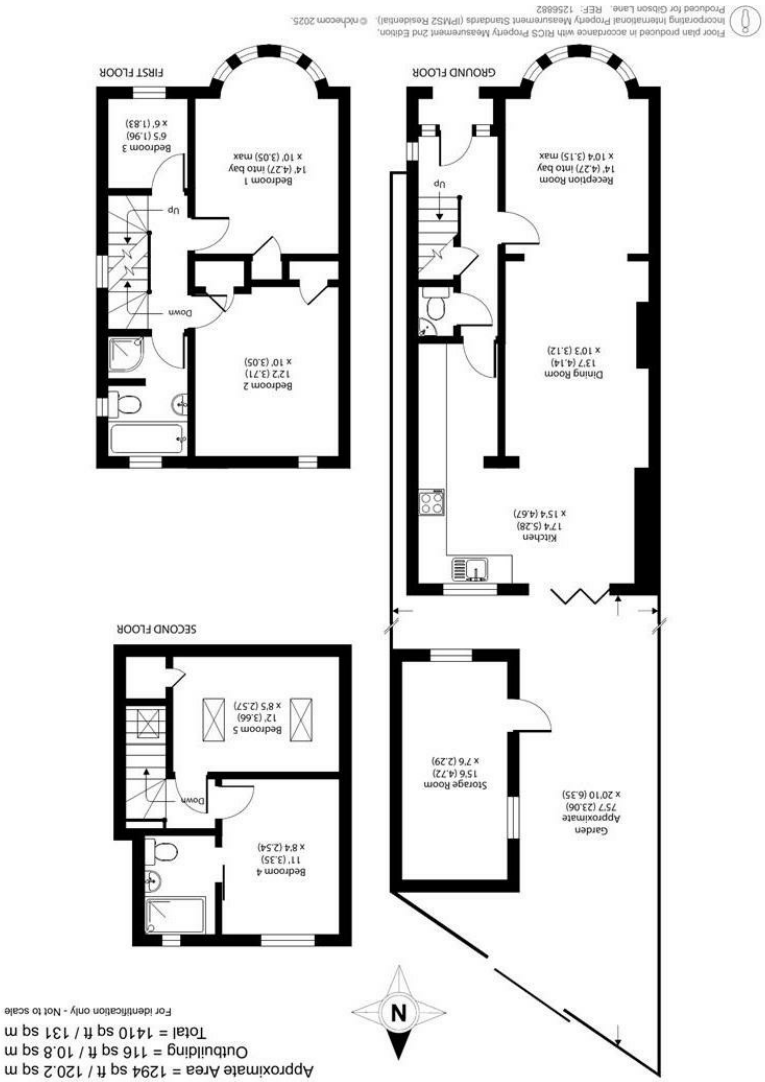 Approximate Area = 1294 sq ft / 120.2 sq m
Outbuilding = 116 sq ft / 10.8 sq m
Total = 1410 sq ft / 131 sq m
For identification only - Not to scale
N
Garden
Approximate
75'7 (23.06)
x 20'10 (6.35)
Storage Room
15'6 (4.72)
x 7'6 (2.29)
Bedroom 4
11' (3.35)
x 8'4 (2.54)
Down
Bedroom 5
12' (3.66)
x 8'5 (2.57)
SECOND FLOOR
Kitchen
17'4 (5.28)
x 15'4 (4.67)
Dining Room
13'7 (4.14)
x 10'3 (3.12)
Up
Reception Room
14' (4.27) into bay
x 10'4 (3.15) max
GROUND FLOOR
Bedroom 2
12'2 (3.71)
x 10' (3.05)
Down
Up
Bedroom 1
14' (4.27) into bay
x 10' (3.05) max
Bedroom 3
6'5 (1.96)
x 6' (1.83)
FIRST FLOOR
Floor plan produced in accordance with RICS Property Measurement 2nd Edition,
Incorporating International Property Measurement Standards (IPMS2 Residential). © nichecom 2025.
Produced for Gibson Lane. REF: 1256882